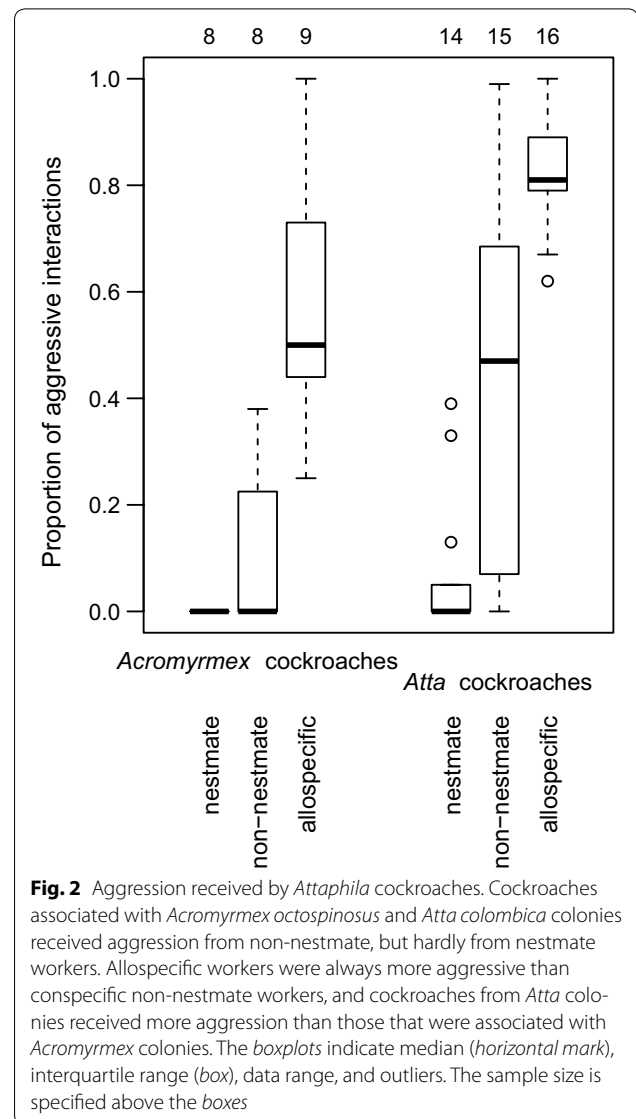 8 8 9 14 15 16
Proportion of aggressive interactions
1.0
0.8
0.6
0.4
0.2
0.0
Acromyrmex cockroaches
Atta cockroaches
nestmate
non−nestmate
allospecific
nestmate
non−nestmate
allospecific
Fig. 2 Aggression received by Attaphila cockroaches. Cockroaches
associated with Acromyrmex octospinosus and Atta colombica colonies
received aggression from non-nestmate, but hardly from nestmate
workers. Allospecific workers were always more aggressive than
conspecific non-nestmate workers, and cockroaches from Atta colo-
nies received more aggression than those that were associated with
Acromyrmex colonies. The boxplots indicate median (horizontal mark),
interquartile range (box), data range, and outliers. The sample size is
specified above the boxes